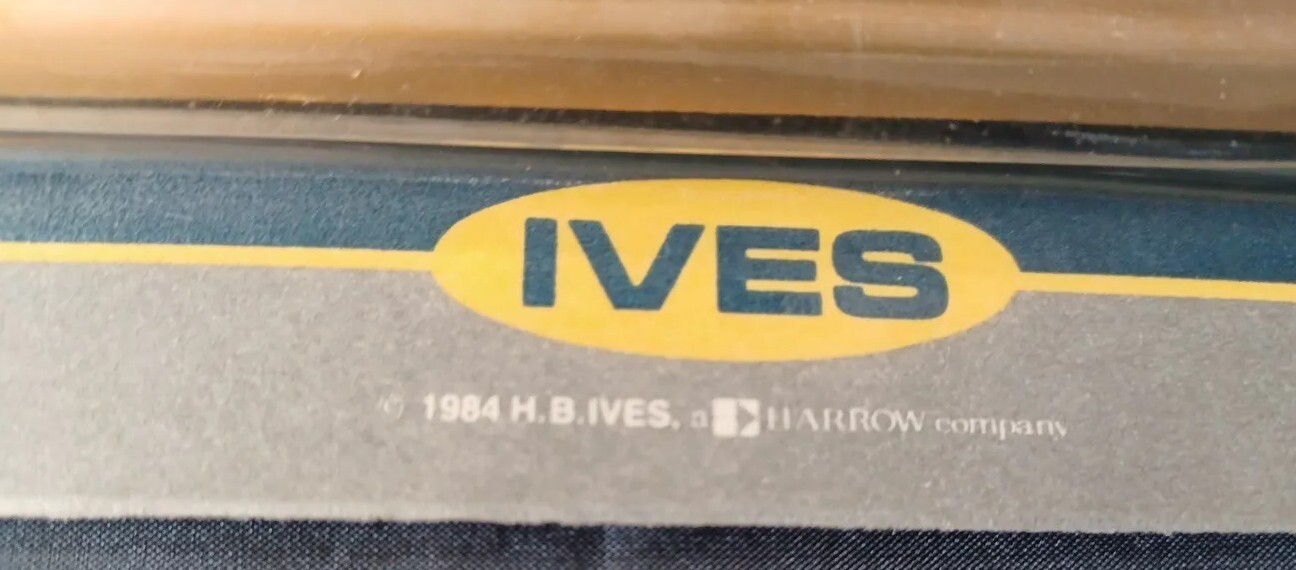 IVES
© 1984 H.B.IVES, a HARROW company